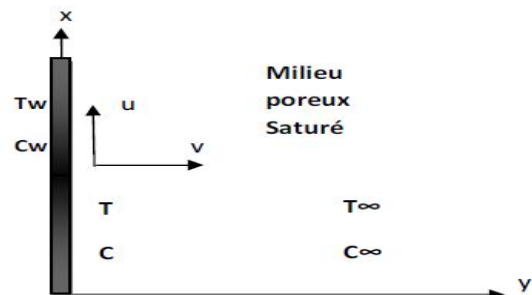 x
Milieu
poreux
Saturé
Tw
u
Cw
v
T T∞
C C∞
y